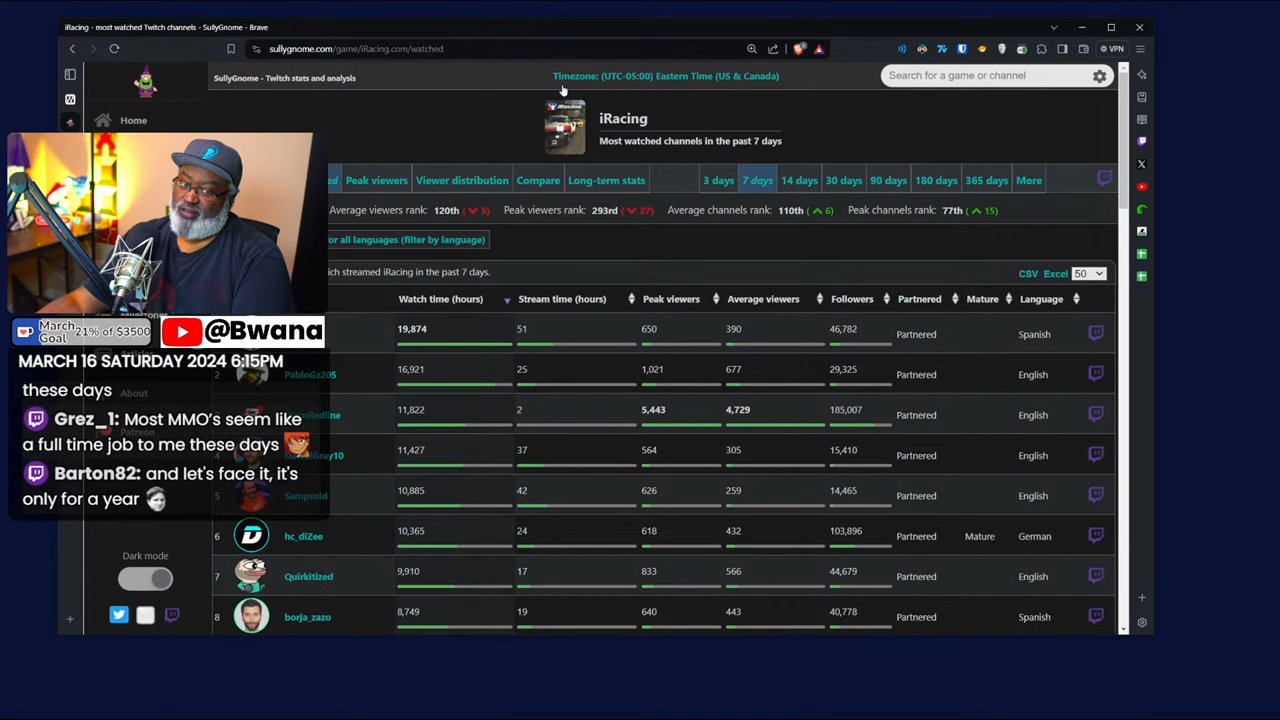 iRacing - most watched Twitch channels - SullyGnome - Brave
sullygnome.com/game/iRacing.com/watched
VPN
SullyGnome - Twitch stats and analysis
Timezone: (UTC-05:00) Eastern Time (US & Canada)
Search for a game or channel
Home
iRacing
Most watched channels in the past 7 days
Peak viewers Viewer distribution Compare Long-term stats 3 days 7 days 14 days 30 days 90 days 180 days 365 days More
Average viewers rank: 120th ( 5) Peak viewers rank: 293rd ( 27) Average channels rank: 110th ( 6) Peak channels rank: 77th ( 15)
or all languages (filter by language)
ich streamed iRacing in the past 7 days.
CSV Excel 50
Watch time (hours) Stream time (hours) Peak viewers Average viewers Followers Partnered Mature Language
19,874 51 650 390 46,782 Partnered Spanish
2 PabloGz205 16,921 25 1,021 677 29,325 Partnered English
Redline 11,822 2 5,443 4,729 185,007 Partnered English
Gray10 11,427 37 564 305 15,410 Partnered English
5 Sampsold 10,885 42 626 259 14,465 Partnered English
6 hc_diZee 10,365 24 618 432 103,896 Partnered Mature German
7 Quirkitized 9,910 17 833 566 44,679 Partnered English
8 borja_zazo 8,749 19 640 443 40,778 Partnered Spanish
March
Goal
21% of $3500
@Bwana
MARCH 16 SATURDAY 2024 6:15PM
these days
About
Grez_1: Most MMO's seem like
a full time job to me these days
Patreon
Barton82: and let's face it, it's
only for a year
Dark mode